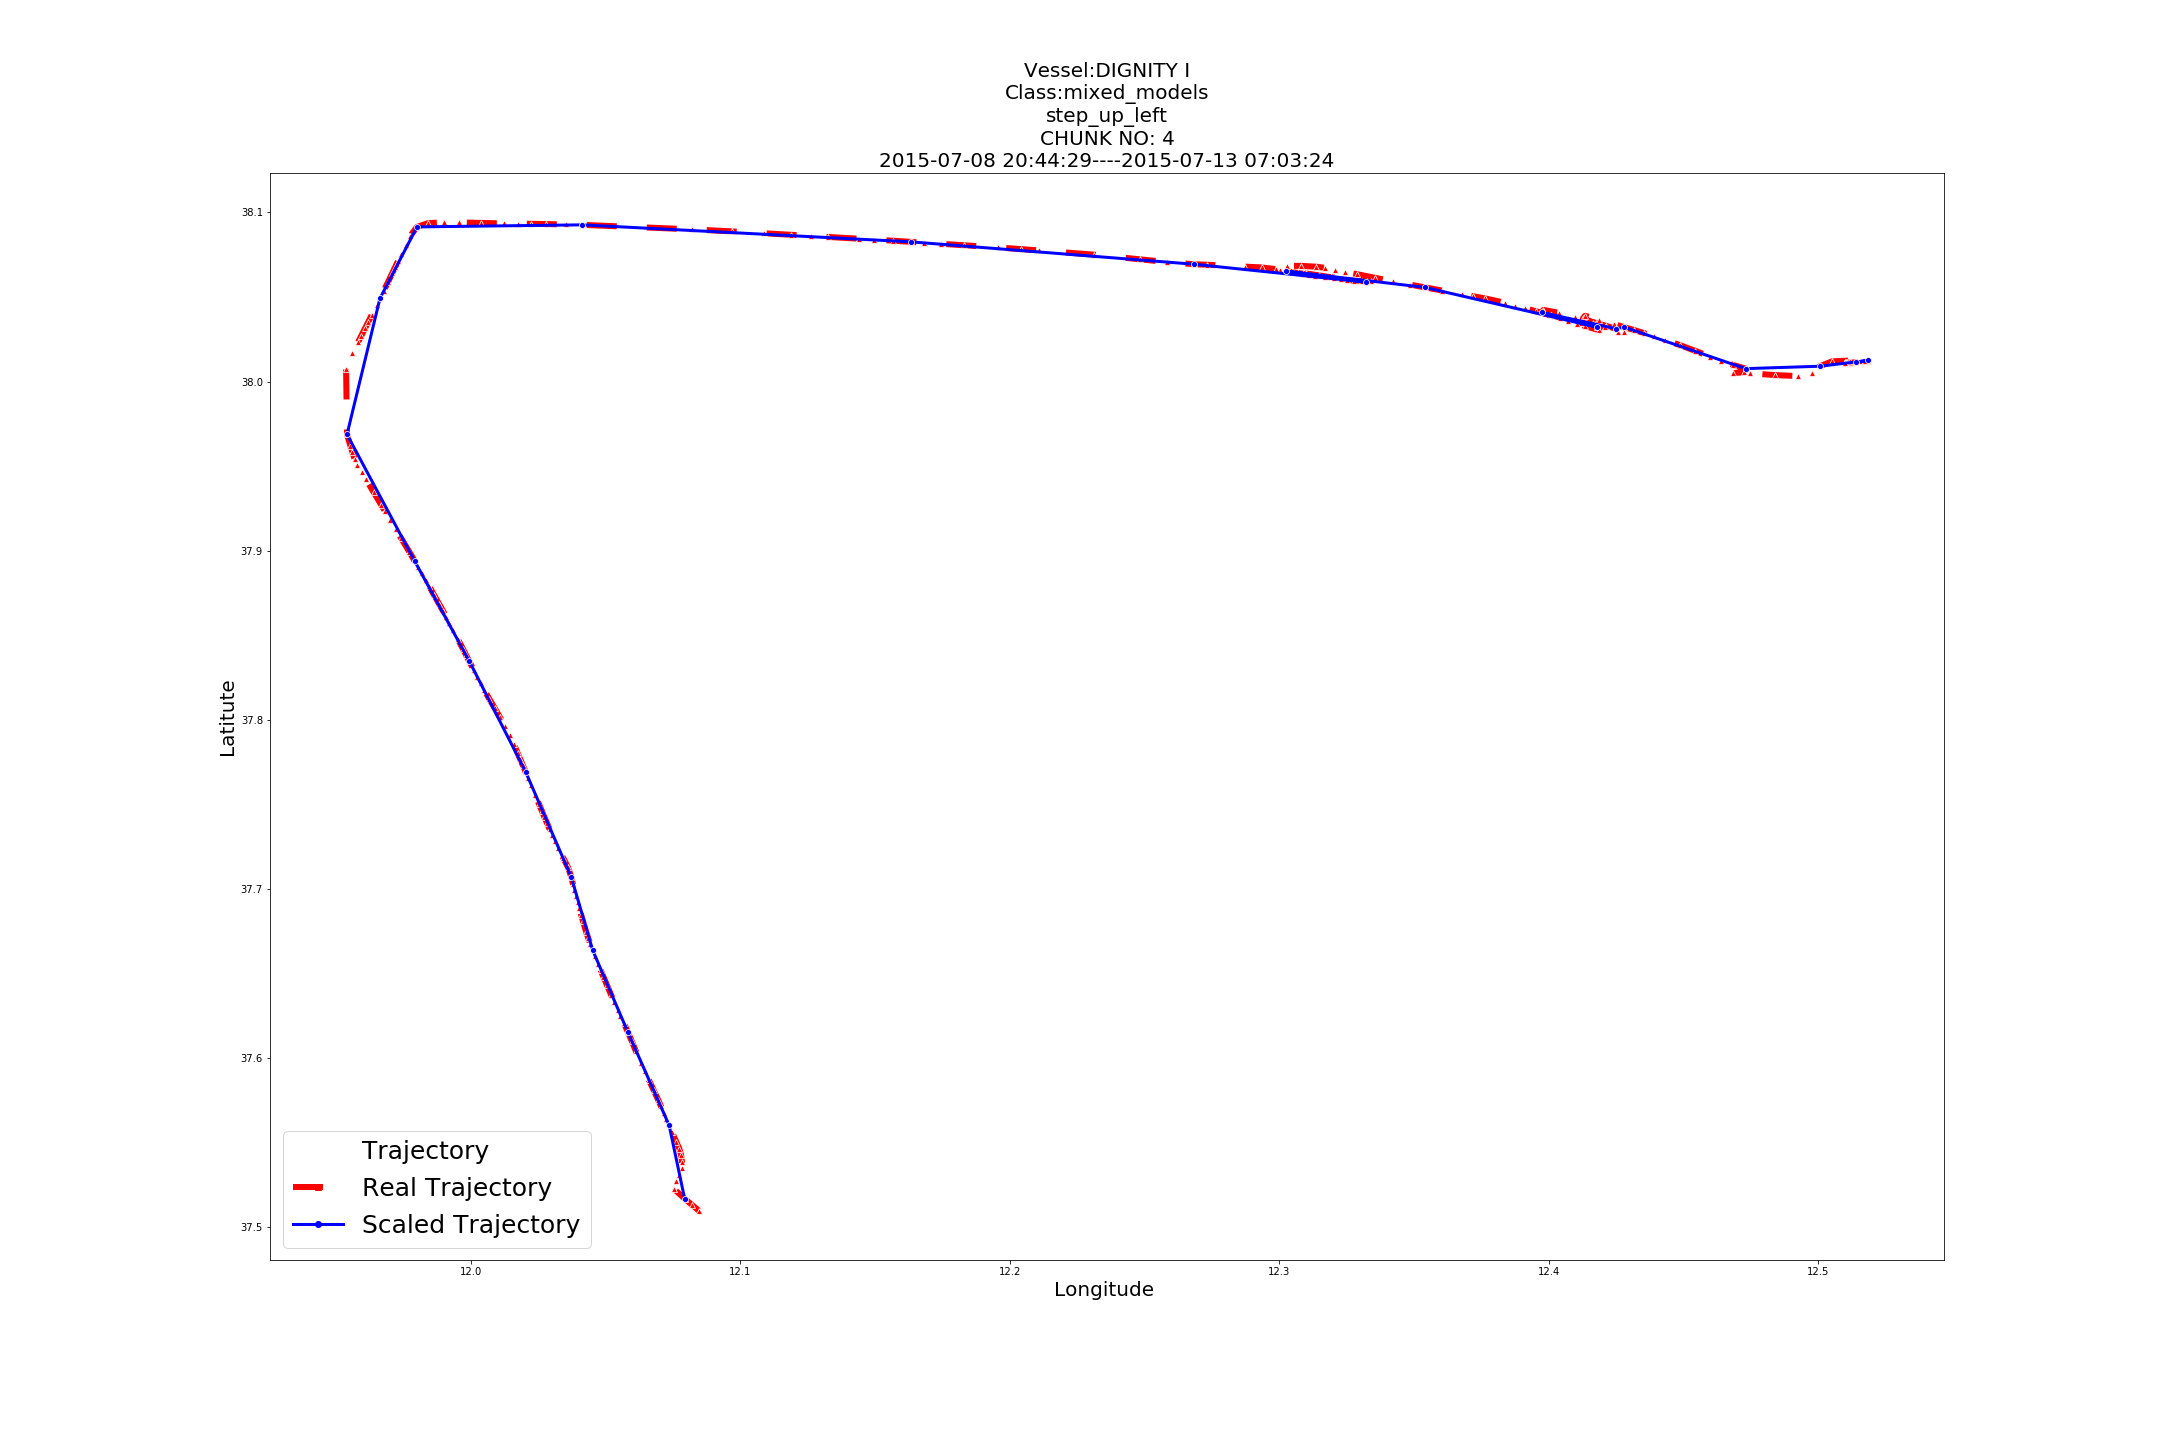 Vessel:DIGNITY I
Class:mixed_models
step_up_left
CHUNK NO: 4
2015-07-08 20:44:29----2015-07-13 07:03:24
38.1
38.0
37.9
37.8
37.7
37.6
37.5
Latitude
Trajectory
Real Trajectory
Scaled Trajectory
12.0 12.1 12.2 12.3 12.4 12.5
Longitude